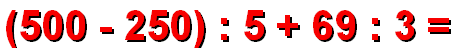 (500 - 250) : 5 + 69 : 3 =